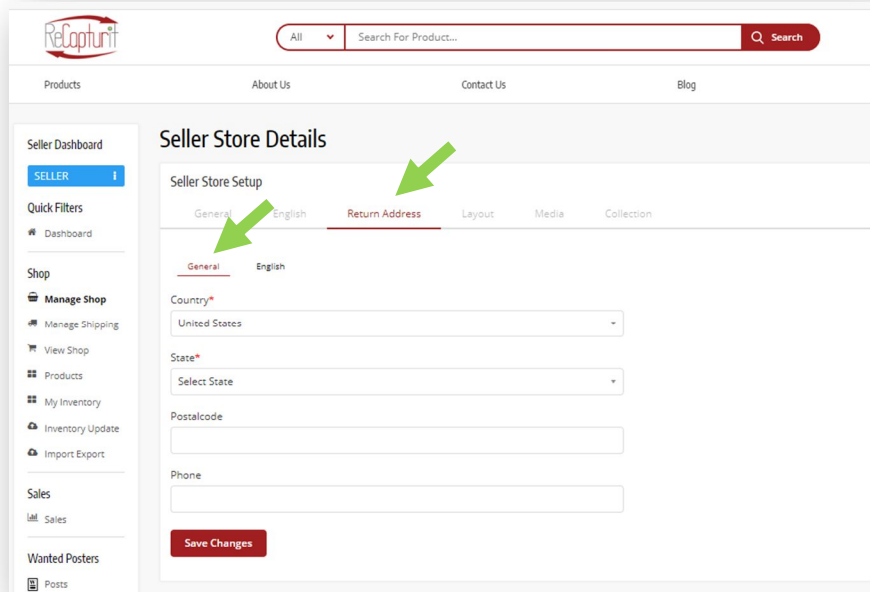 ReCapturit
All Search For Product... Search
Products About Us Contact Us Blog
Seller Dashboard
SELLER
Quick Filters
Dashboard
Shop
Manage Shop
Manage Shipping
View Shop
Products
My Inventory
Inventory Update
Import Export
Sales
Sales
Wanted Posters
Posts
Seller Store Details
Seller Store Setup
General English Return Address Layout Media Collection
General English
Country*
United States
State*
Select State
Postalcode
Phone
Save Changes